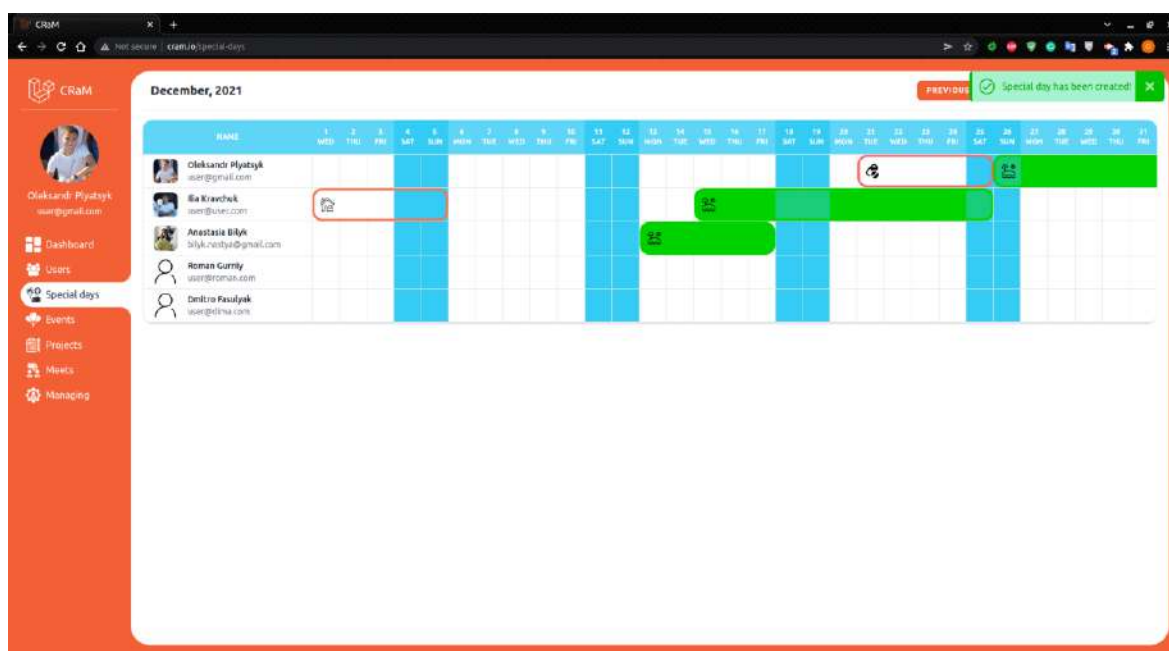 CRaM
Not secure | cram.io/special-days
CRaM
December, 2021
PREVIOUS
Special day has been created!
NAME 1 WED 2 THU 3 FRI 4 SAT 5 SUN 6 MON 7 TUE 8 WED 9 THU 10 FRI 11 SAT 12 SUN 13 MON 14 TUE 15 WED 16 THU 17 FRI 18 SAT 19 SUN 20 MON 21 TUE 22 WED 23 THU 24 FRI 25 SAT 26 SUN 27 MON 28 TUE 29 WED 30 THU 31 FRI
Oleksandr Plyatsyk
user@gmail.com
Illia Kravchuk
user@user.com
Anastasia Bilyk
bilyk.nastya@gmail.com
Roman Gurniy
user@roman.com
Dmitro Fasulyak
user@dima.com
Oleksandr Plyatsyk
user@gmail.com
Dashboard
Users
Special days
Events
Projects
Meets
Managing